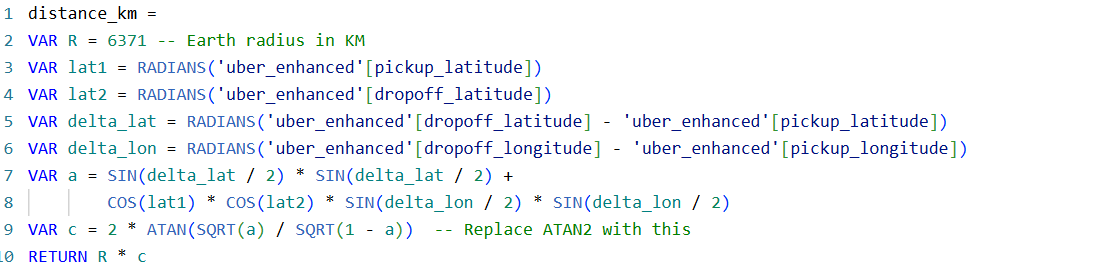 1 distance_km =
2 VAR R = 6371 -- Earth radius in KM
3 VAR lat1 = RADIANS('uber_enhanced'[pickup_latitude])
4 VAR lat2 = RADIANS('uber_enhanced'[dropoff_latitude])
5 VAR delta_lat = RADIANS('uber_enhanced'[dropoff_latitude] - 'uber_enhanced'[pickup_latitude])
6 VAR delta_lon = RADIANS('uber_enhanced'[dropoff_longitude] - 'uber_enhanced'[pickup_longitude])
7 VAR a = SIN(delta_lat / 2) * SIN(delta_lat / 2) +
8         COS(lat1) * COS(lat2) * SIN(delta_lon / 2) * SIN(delta_lon / 2)
9 VAR c = 2 * ATAN(SQRT(a) / SQRT(1 - a))  -- Replace ATAN2 with this
10 RETURN R * c